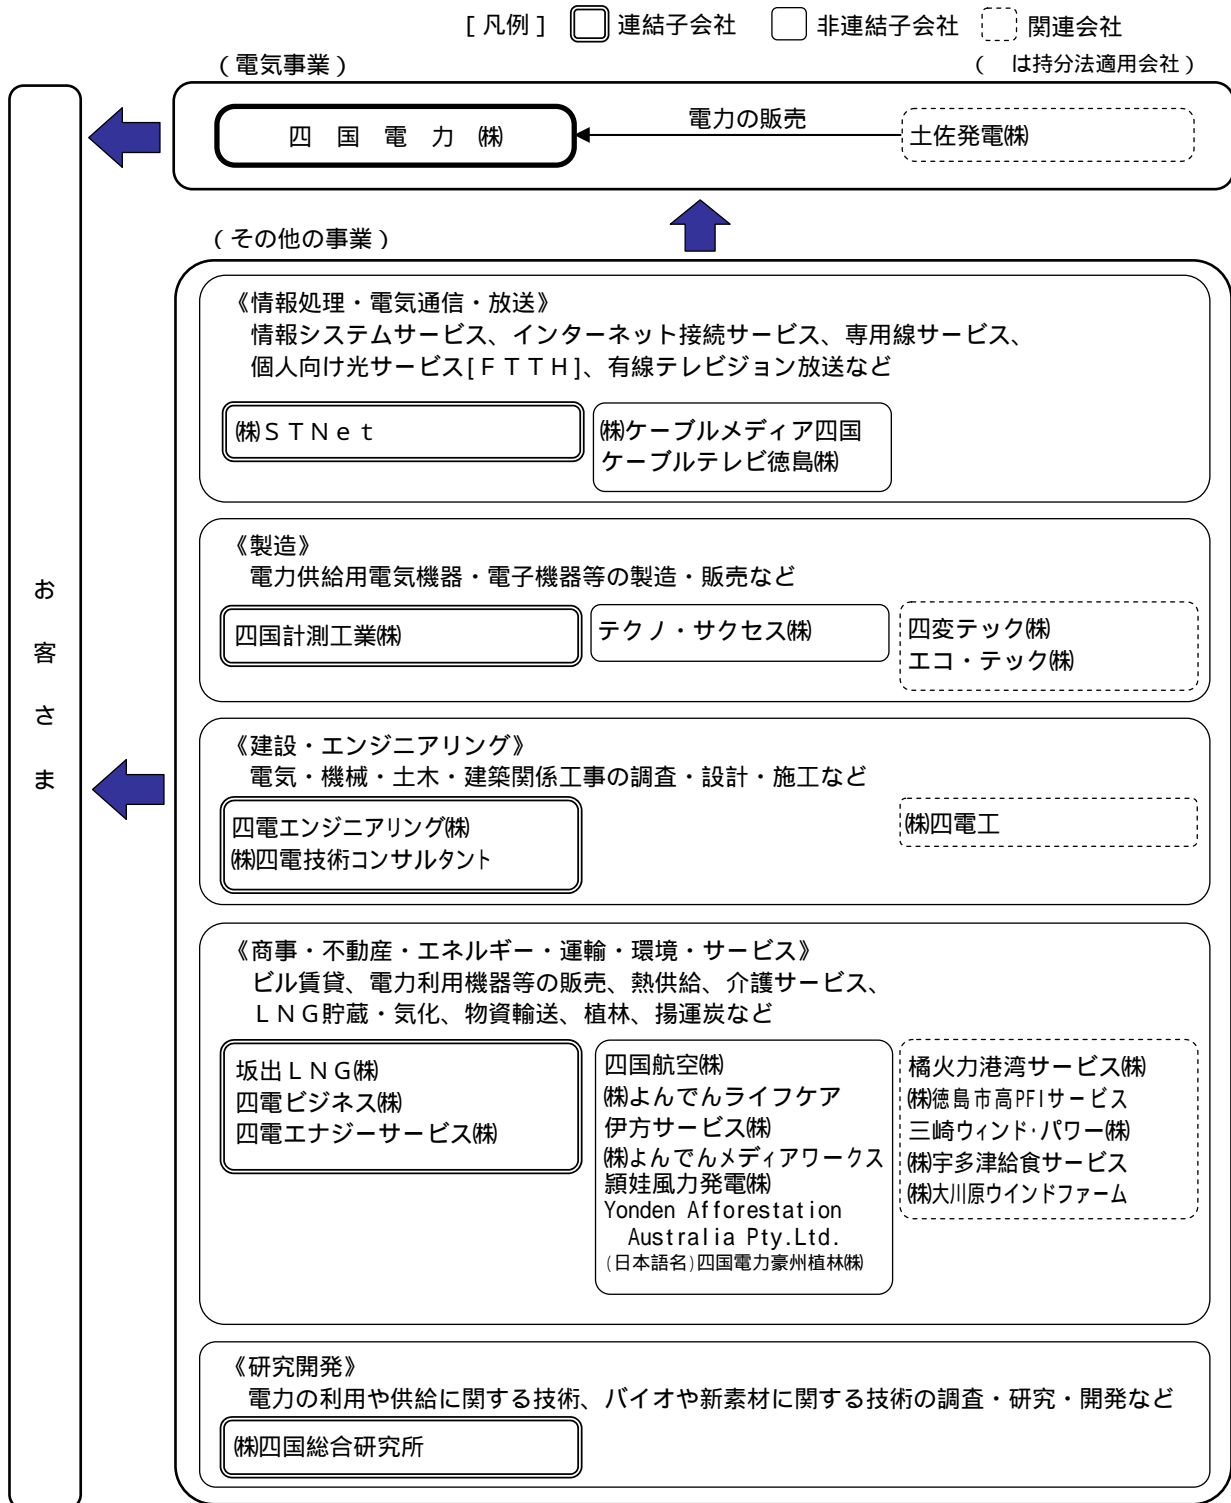 [凡例] 連結子会社 非連結子会社 関連会社
(電気事業) ( は持分法適用会社)
四国電力㈱
電力の販売
土佐発電㈱
(その他の事業)
お客さま
《情報処理・電気通信・放送》
情報システムサービス、インターネット接続サービス、専用線サービス、
個人向け光サービス[FTTH]、有線テレビジョン放送など
㈱STNet
㈱ケーブルメディア四国
ケーブルテレビ徳島㈱
《製造》
電力供給用電気機器・電子機器等の製造・販売など
四国計測工業㈱
テクノ・サクセス㈱
四変テック㈱
エコ・テック㈱
《建設・エンジニアリング》
電気・機械・土木・建築関係工事の調査・設計・施工など
四電エンジニアリング㈱
㈱四電技術コンサルタント
㈱四電工
《商事・不動産・エネルギー・運輸・環境・サービス》
ビル賃貸、電力利用機器等の販売、熱供給、介護サービス、
LNG貯蔵・気化、物資輸送、植林、揚運炭など
坂出LNG㈱
四電ビジネス㈱
四電エナジーサービス㈱
四国航空㈱
㈱よんでんライフケア
伊方サービス㈱
㈱よんでんメディアワークス
頴娃風力発電㈱
Yonden Afforestation
Australia Pty.Ltd.
(日本語名)四国電力豪州植林㈱
橘火力港湾サービス㈱
㈱徳島市高PFIサービス
三崎ウィンド・パワー㈱
㈱宇多津給食サービス
㈱大川原ウインドファーム
《研究開発》
電力の利用や供給に関する技術、バイオや新素材に関する技術の調査・研究・開発など
㈱四国総合研究所